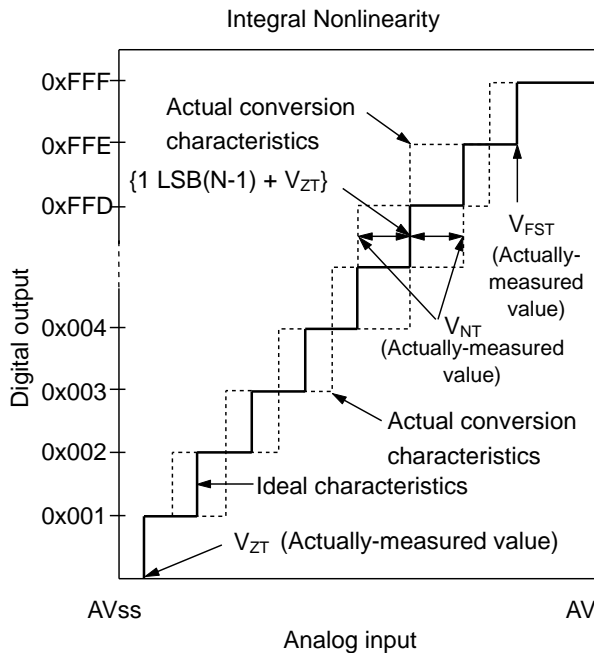 Integral Nonlinearity
0xFFF
0xFFE
0xFFD
0x004
0x003
0x002
0x001
Digital output
Actual conversion
characteristics
{1 LSB(N-1) + VZT}
VFST
(Actually-
measured
value)
VNT
(Actually-measured
value)
Actual conversion
characteristics
Ideal characteristics
VZT (Actually-measured value)
AVss
AV
Analog input